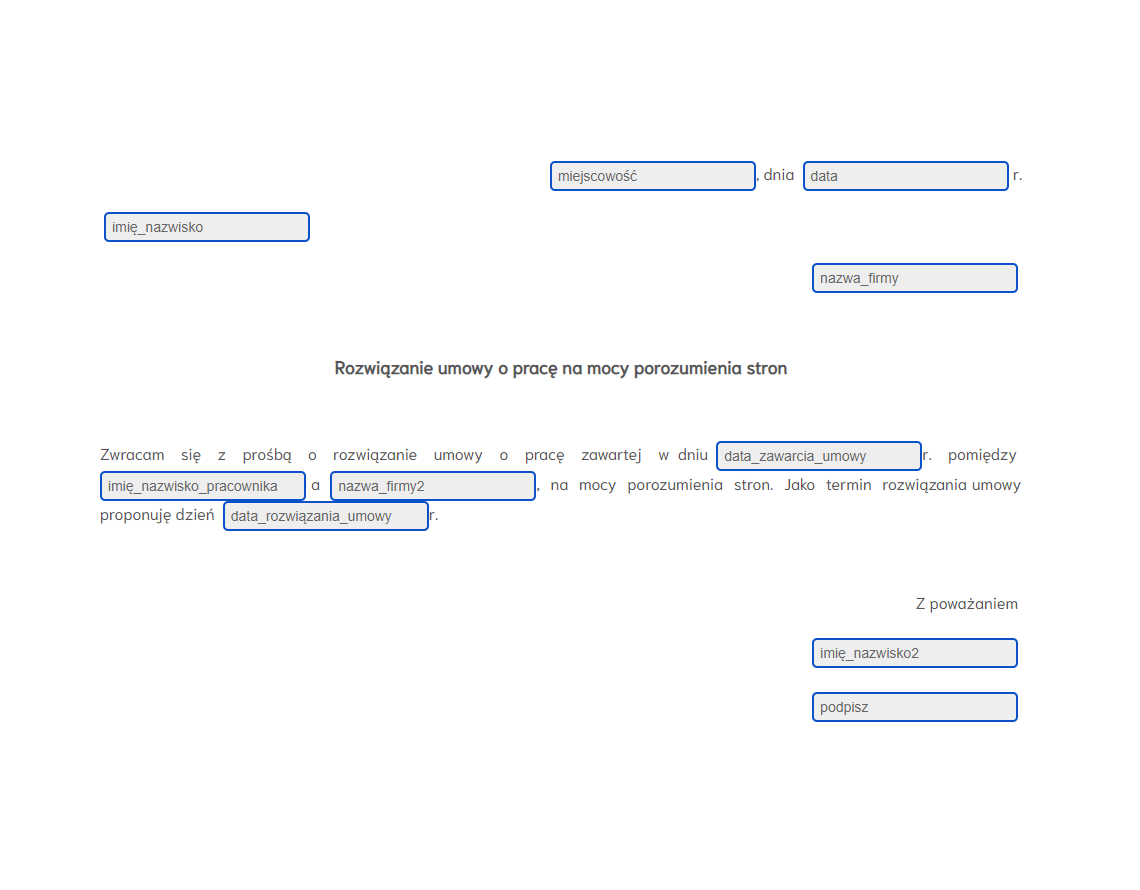 miejscowość, dnia data r.
imię_nazwisko
nazwa_firmy
Rozwiązanie umowy o pracę na mocy porozumienia stron
Zwracam się z prośbą o rozwiązanie umowy o pracę zawartej w dniu data_zawarcia_umowy r. pomiędzy
imię_nazwisko_pracownika a nazwa_firmy2, na mocy porozumienia stron. Jako termin rozwiązania umowy
proponuję dzień data_rozwiązania_umowy r.
Z poważaniem
imię_nazwisko2
podpisz